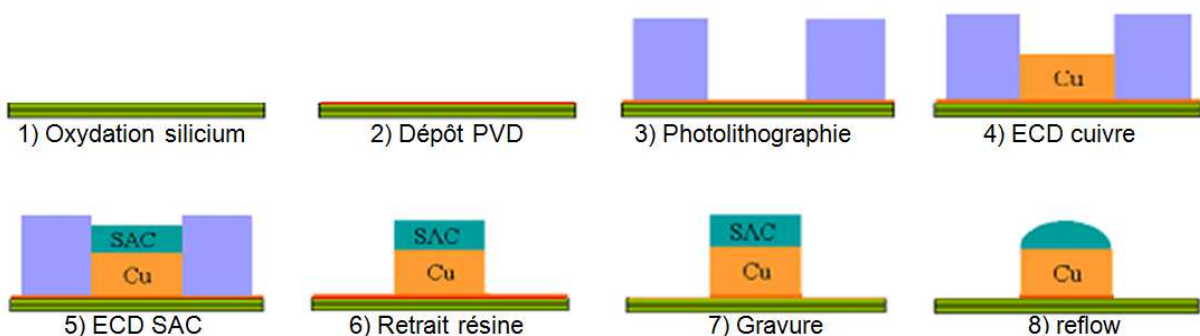 1) Oxydation silicium
2) Dépôt PVD
3) Photolithographie
Cu
4) ECD cuivre
SAC
Cu
5) ECD SAC
SAC
Cu
6) Retrait résine
SAC
Cu
7) Gravure
Cu
8) reflow